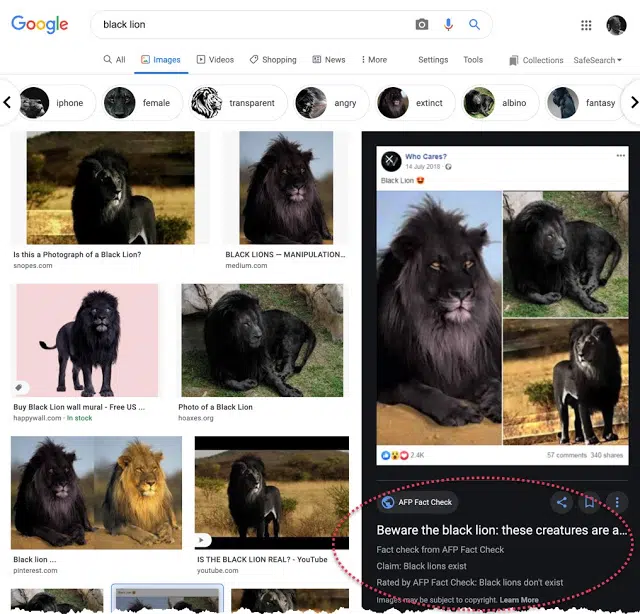 Google
black lion
All
Images
Videos
Shopping
News
More
Settings
Tools
Collections
SafeSearch
iphone
female
transparent
angry
extinct
albino
fantasy
Is this a Photograph of a Black Lion?
snopes.com
BLACK LIONS — MANIPULATION...
medium.com
Buy Black Lion wall mural - Free US ...
happywall.com · In stock
Photo of a Black Lion
hoaxes.org
Black lion ...
pinterest.com
IS THE BLACK LION REAL? - YouTube
youtube.com
Who Cares?
14 July 2018 ·
Black Lion
2.4K
57 comments 340 shares
AFP Fact Check
Beware the black lion: these creatures are a...
Fact check from AFP Fact Check
Claim: Black lions exist
Rated by AFP Fact Check: Black lions don't exist
Images may be subject to copyright. Learn More